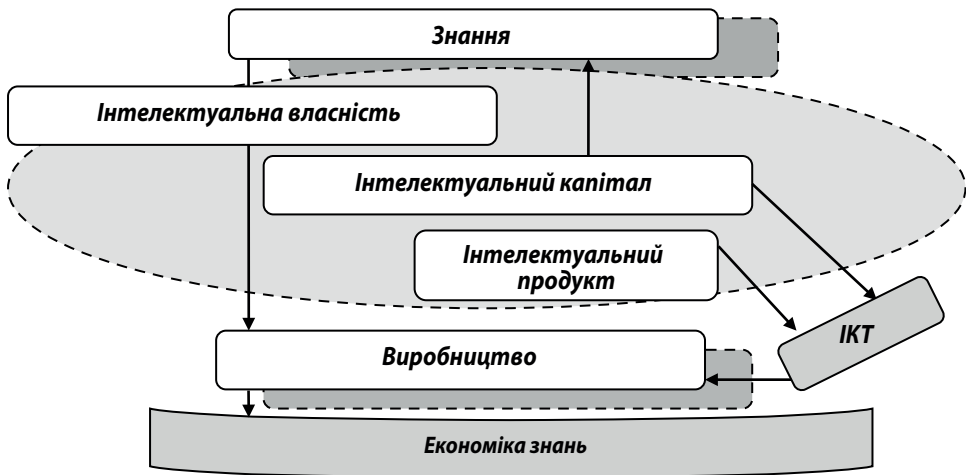 Знання
Інтелектуальна власність
Інтелектуальний капітал
Інтелектуальний
продукт
ІКТ
Виробництво
Економіка знань